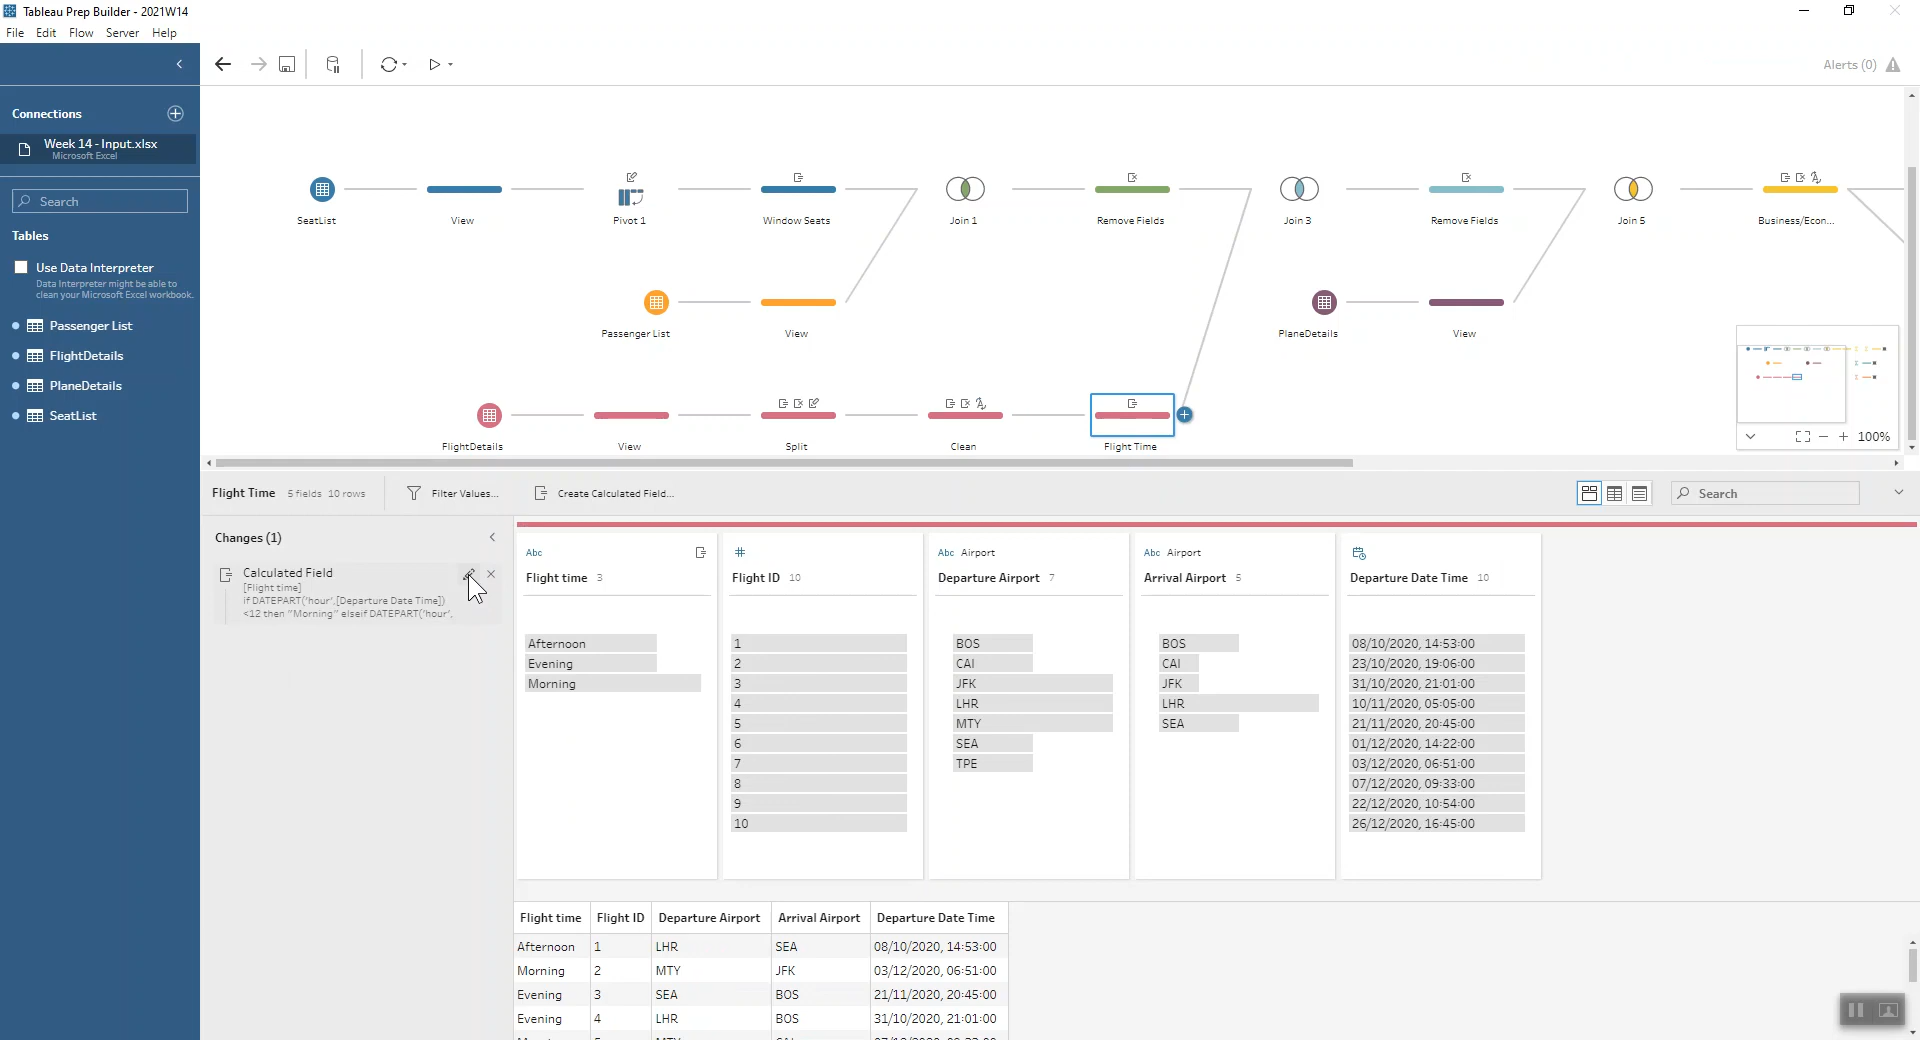 Tableau Prep Builder - 2021W14
File Edit Flow Server Help
Alerts (0)
Connections
Week 14 - Input.xlsx
Microsoft Excel
Search
Tables
Use Data Interpreter
Data Interpreter might be able to
clean your Microsoft Excel workbook.
Passenger List
FlightDetails
PlaneDetails
SeatList
SeatList View Pivot 1 Window Seats Join 1 Remove Fields Join 3 Remove Fields Join 5 Business/Econ...
Passenger List View PlaneDetails View
FlightDetails View Split Clean Flight Time
100%
Flight Time 5 fields 10 rows Filter Values... Create Calculated Field... Search
Changes (1)
Calculated Field
[Flight time]
if DATEPART('hour',[Departure Date Time])
<12 then "Morning" elseif DATEPART('hour',
Abc
Flight time 3
Afternoon
Evening
Morning
#
Flight ID 10
1
2
3
4
5
6
7
8
9
10
Abc Airport
Departure Airport 7
BOS
CAI
JFK
LHR
MTY
SEA
TPE
Abc Airport
Arrival Airport 5
BOS
CAI
JFK
LHR
SEA
Departure Date Time 10
08/10/2020, 14:53:00
23/10/2020, 19:06:00
31/10/2020, 21:01:00
10/11/2020, 05:05:00
21/11/2020, 20:45:00
01/12/2020, 14:22:00
03/12/2020, 06:51:00
07/12/2020, 09:33:00
22/12/2020, 10:54:00
26/12/2020, 16:45:00
Flight time Flight ID Departure Airport Arrival Airport Departure Date Time
Afternoon 1 LHR SEA 08/10/2020, 14:53:00
Morning 2 MTY JFK 03/12/2020, 06:51:00
Evening 3 SEA BOS 21/11/2020, 20:45:00
Evening 4 LHR BOS 31/10/2020, 21:01:00